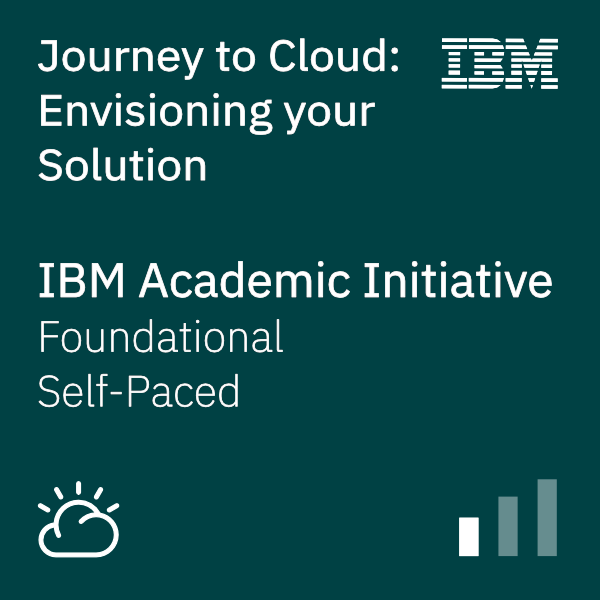 Journey to Cloud:
IBM
Envisioning your
Solution
IBM Academic Initiative
Foundational
Self-Paced